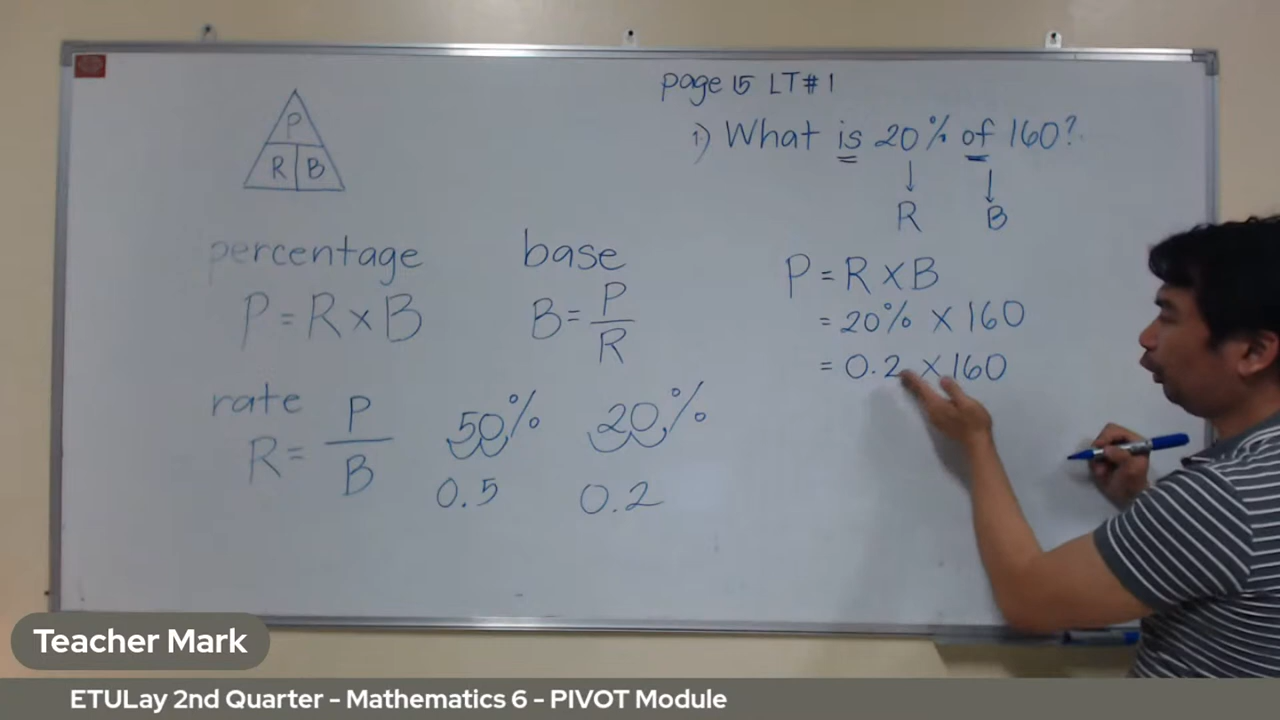 page 15 LT#1
1) What is 20% of 160?
R B
P
R B
percentage
P = R x B
base
B = P
R
rate
R = P
B
50%
0.5
20%
0.2
P = R x B
= 20% x 160
= 0.2 x 160
Teacher Mark
ETULay 2nd Quarter - Mathematics 6 - PIVOT Module